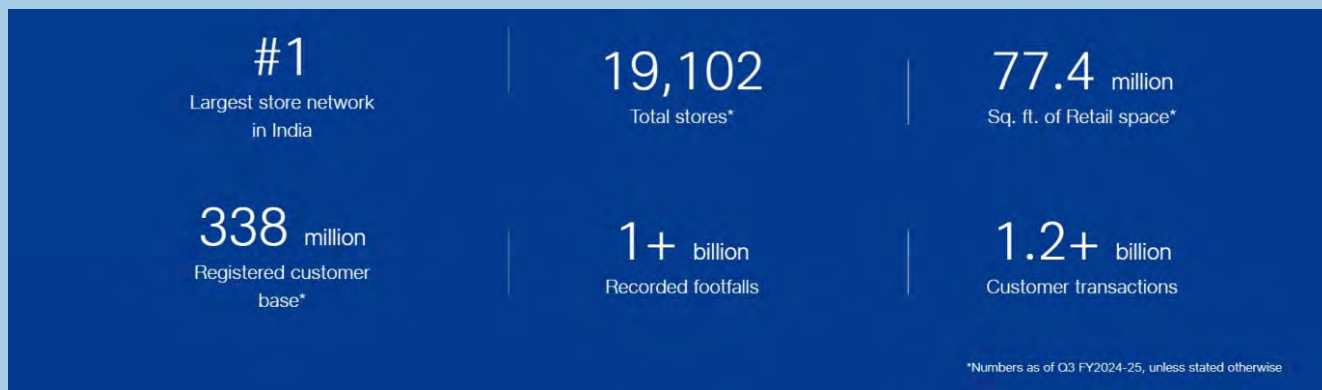 #1
Largest store network
in India
19,102
Total stores*
77.4 million
Sq. ft. of Retail space*
338 million
Registered customer
base*
1+ billion
Recorded footfalls
1.2+ billion
Customer transactions
*Numbers as of Q3 FY2024-25, unless stated otherwise